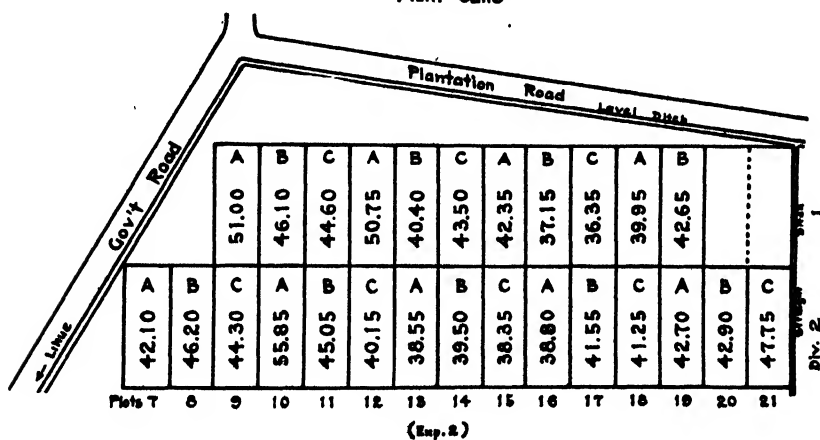 Plantation Road Level Ditch
Gov't Road
← Lihue
A B C A B C A B C A B
51.00 46.10 44.60 50.75 40.40 43.50 42.35 37.15 36.35 39.95 42.65
1
A B C A B C A B C A B C A B C
42.10 46.20 44.30 55.85 45.05 40.15 38.55 39.50 38.35 38.80 41.55 41.25 42.70 42.90 47.75
Div. 2
Plots 7 8 9 10 11 12 13 14 15 16 17 18 19 20 21
(Exp. 2)